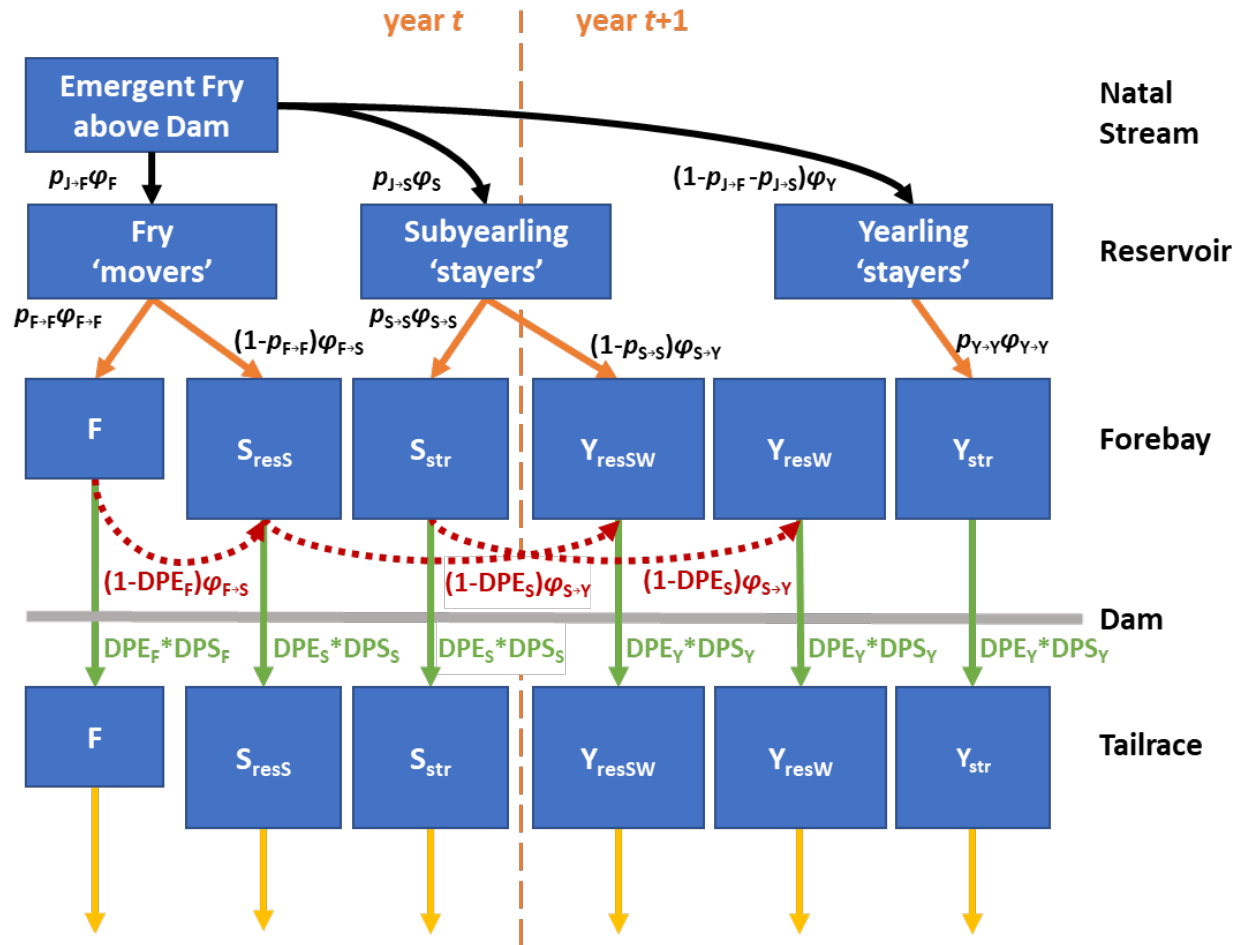 year t
year t+1
Emergent Fry
above Dam
Natal
Stream
pJ→FφF
pJ→SφS
(1-pJ→F -pJ→S)φY
Fry
‘movers’
Subyearling
‘stayers’
Yearling
‘stayers’
Reservoir
pF→FφF→F
(1-pF→F)φF→S
pS→SφS→S
(1-pS→S)φS→Y
pY→YφY→Y
F
SresS
Sstr
YresSW
YresW
Ystr
Forebay
(1-DPEF)φF→S
(1-DPES)φS→Y
(1-DPES)φS→Y
Dam
DPEF*DPSF
DPES*DPSS
DPES*DPSS
DPEY*DPSY
DPEY*DPSY
DPEY*DPSY
F
SresS
Sstr
YresSW
YresW
Ystr
Tailrace